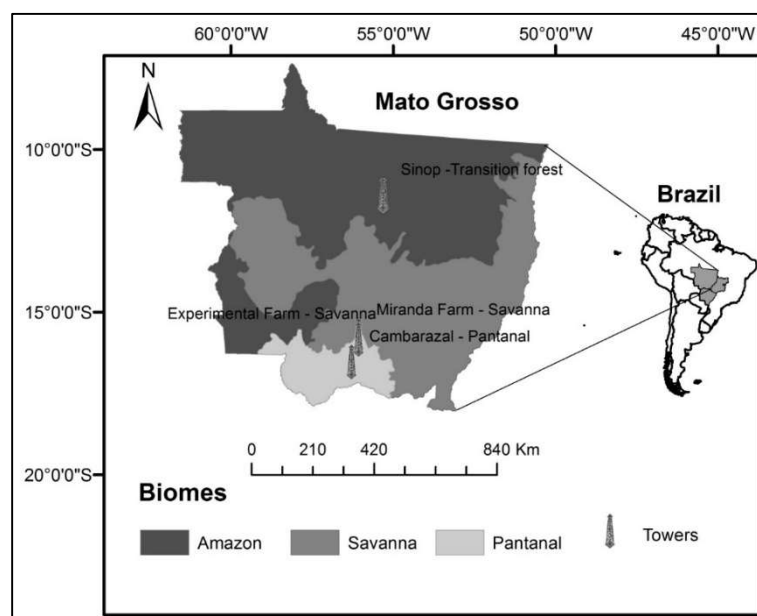 60°0'0"W 55°0'0"W 50°0'0"W 45°0'0"W
N
Mato Grosso
10°0'0"S
Sinop -Transition forest
Brazil
15°0'0"S
Experimental Farm - Savanna
Miranda Farm - Savanna
Cambarazal - Pantanal
0 210 420 840 Km
20°0'0"S
Biomes
Amazon Savanna Pantanal Towers